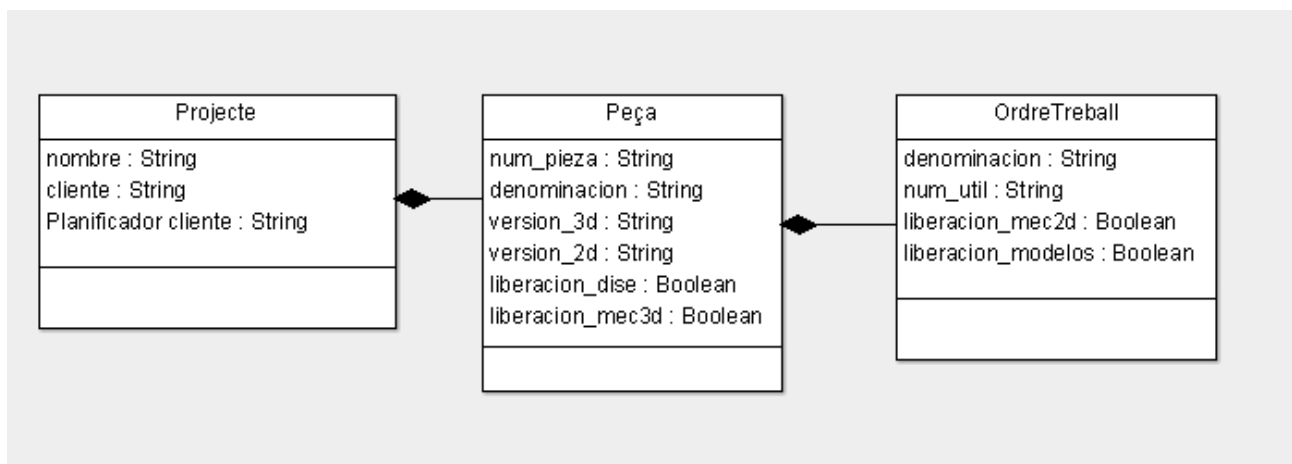 Projecte
nombre : String
cliente : String
Planificador cliente : String
Peça
num_pieza : String
denominacion : String
version_3d : String
version_2d : String
liberacion_dise : Boolean
liberacion_mec3d : Boolean
OrdreTreball
denominacion : String
num_util : String
liberacion_mec2d : Boolean
liberacion_modelos : Boolean